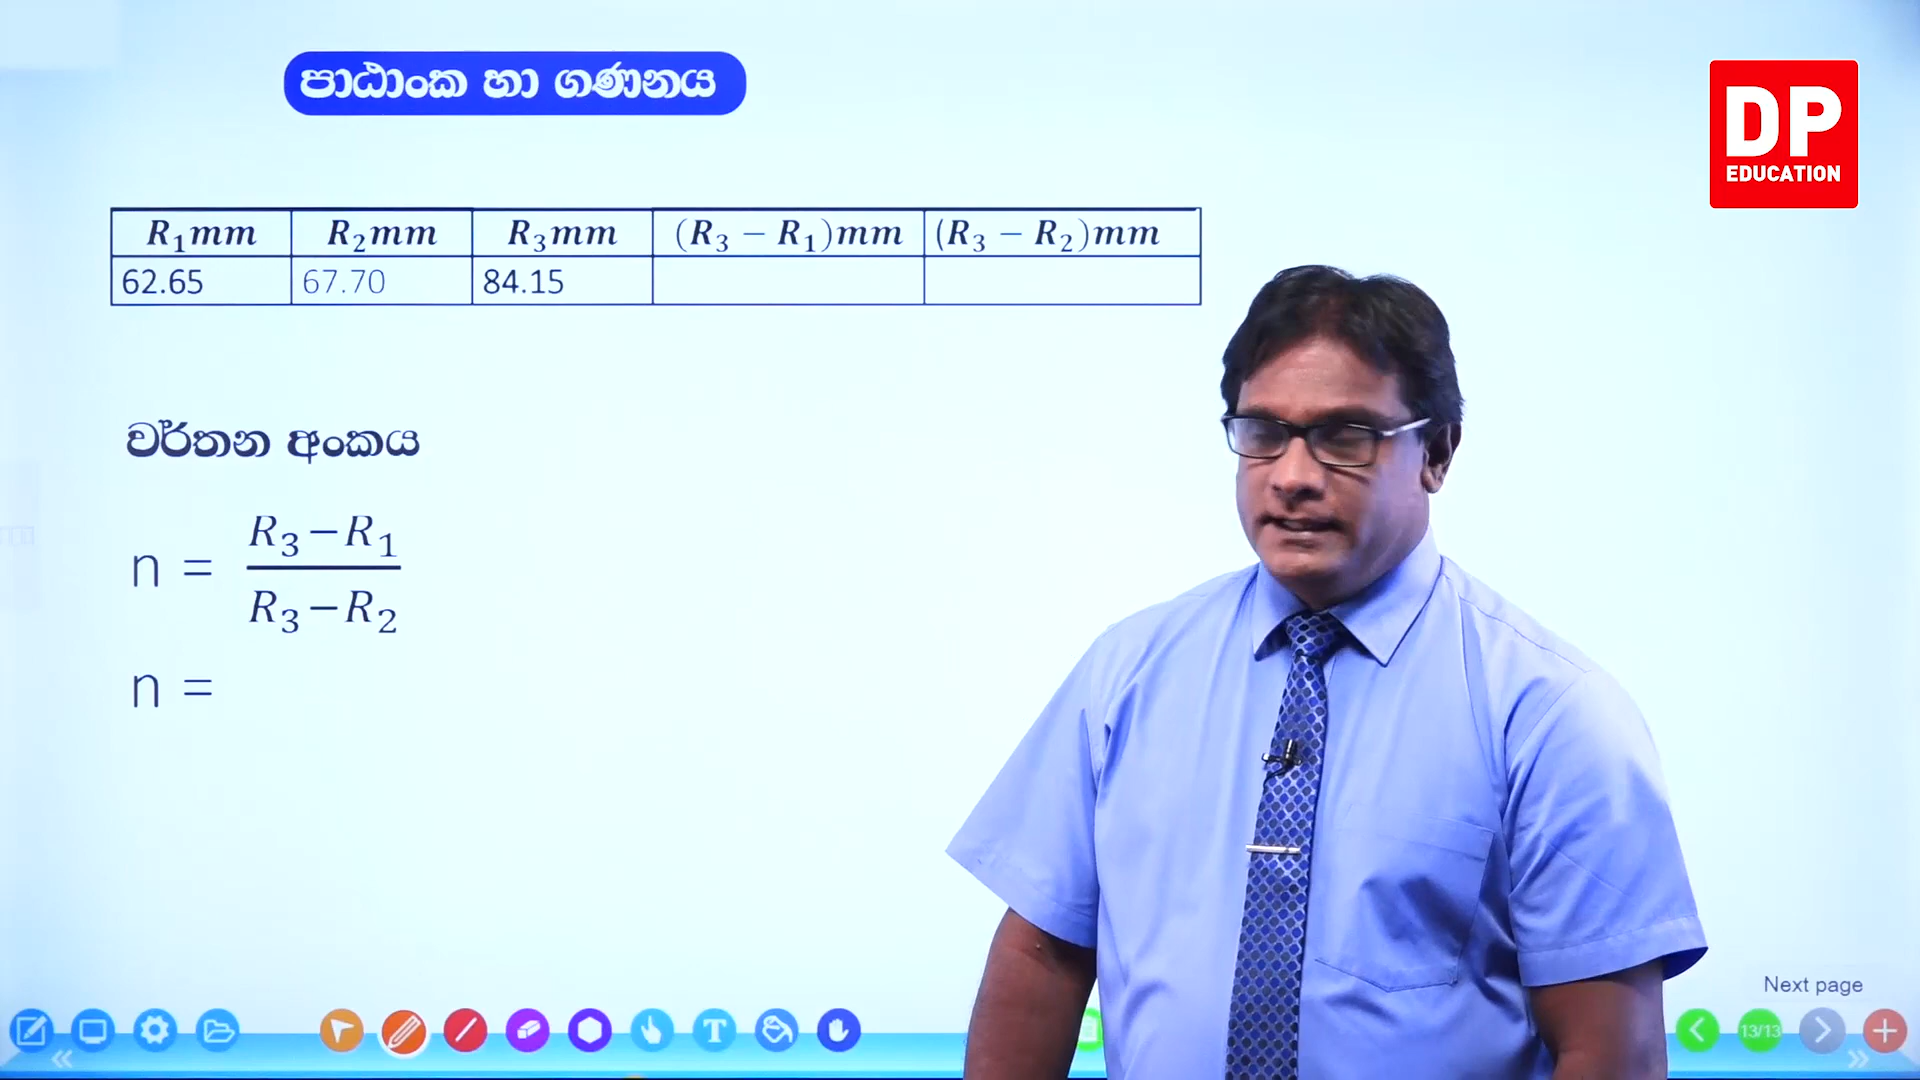 පාඨාංක හා ගණනය
DP
EDUCATION
R₁mm R₂mm R₃mm (R₃ − R₁)mm (R₃ − R₂)mm
62.65 67.70 84.15
වර්තන අංකය
n = (R₃−R₁)/(R₃−R₂)
n =
Next page
13/13